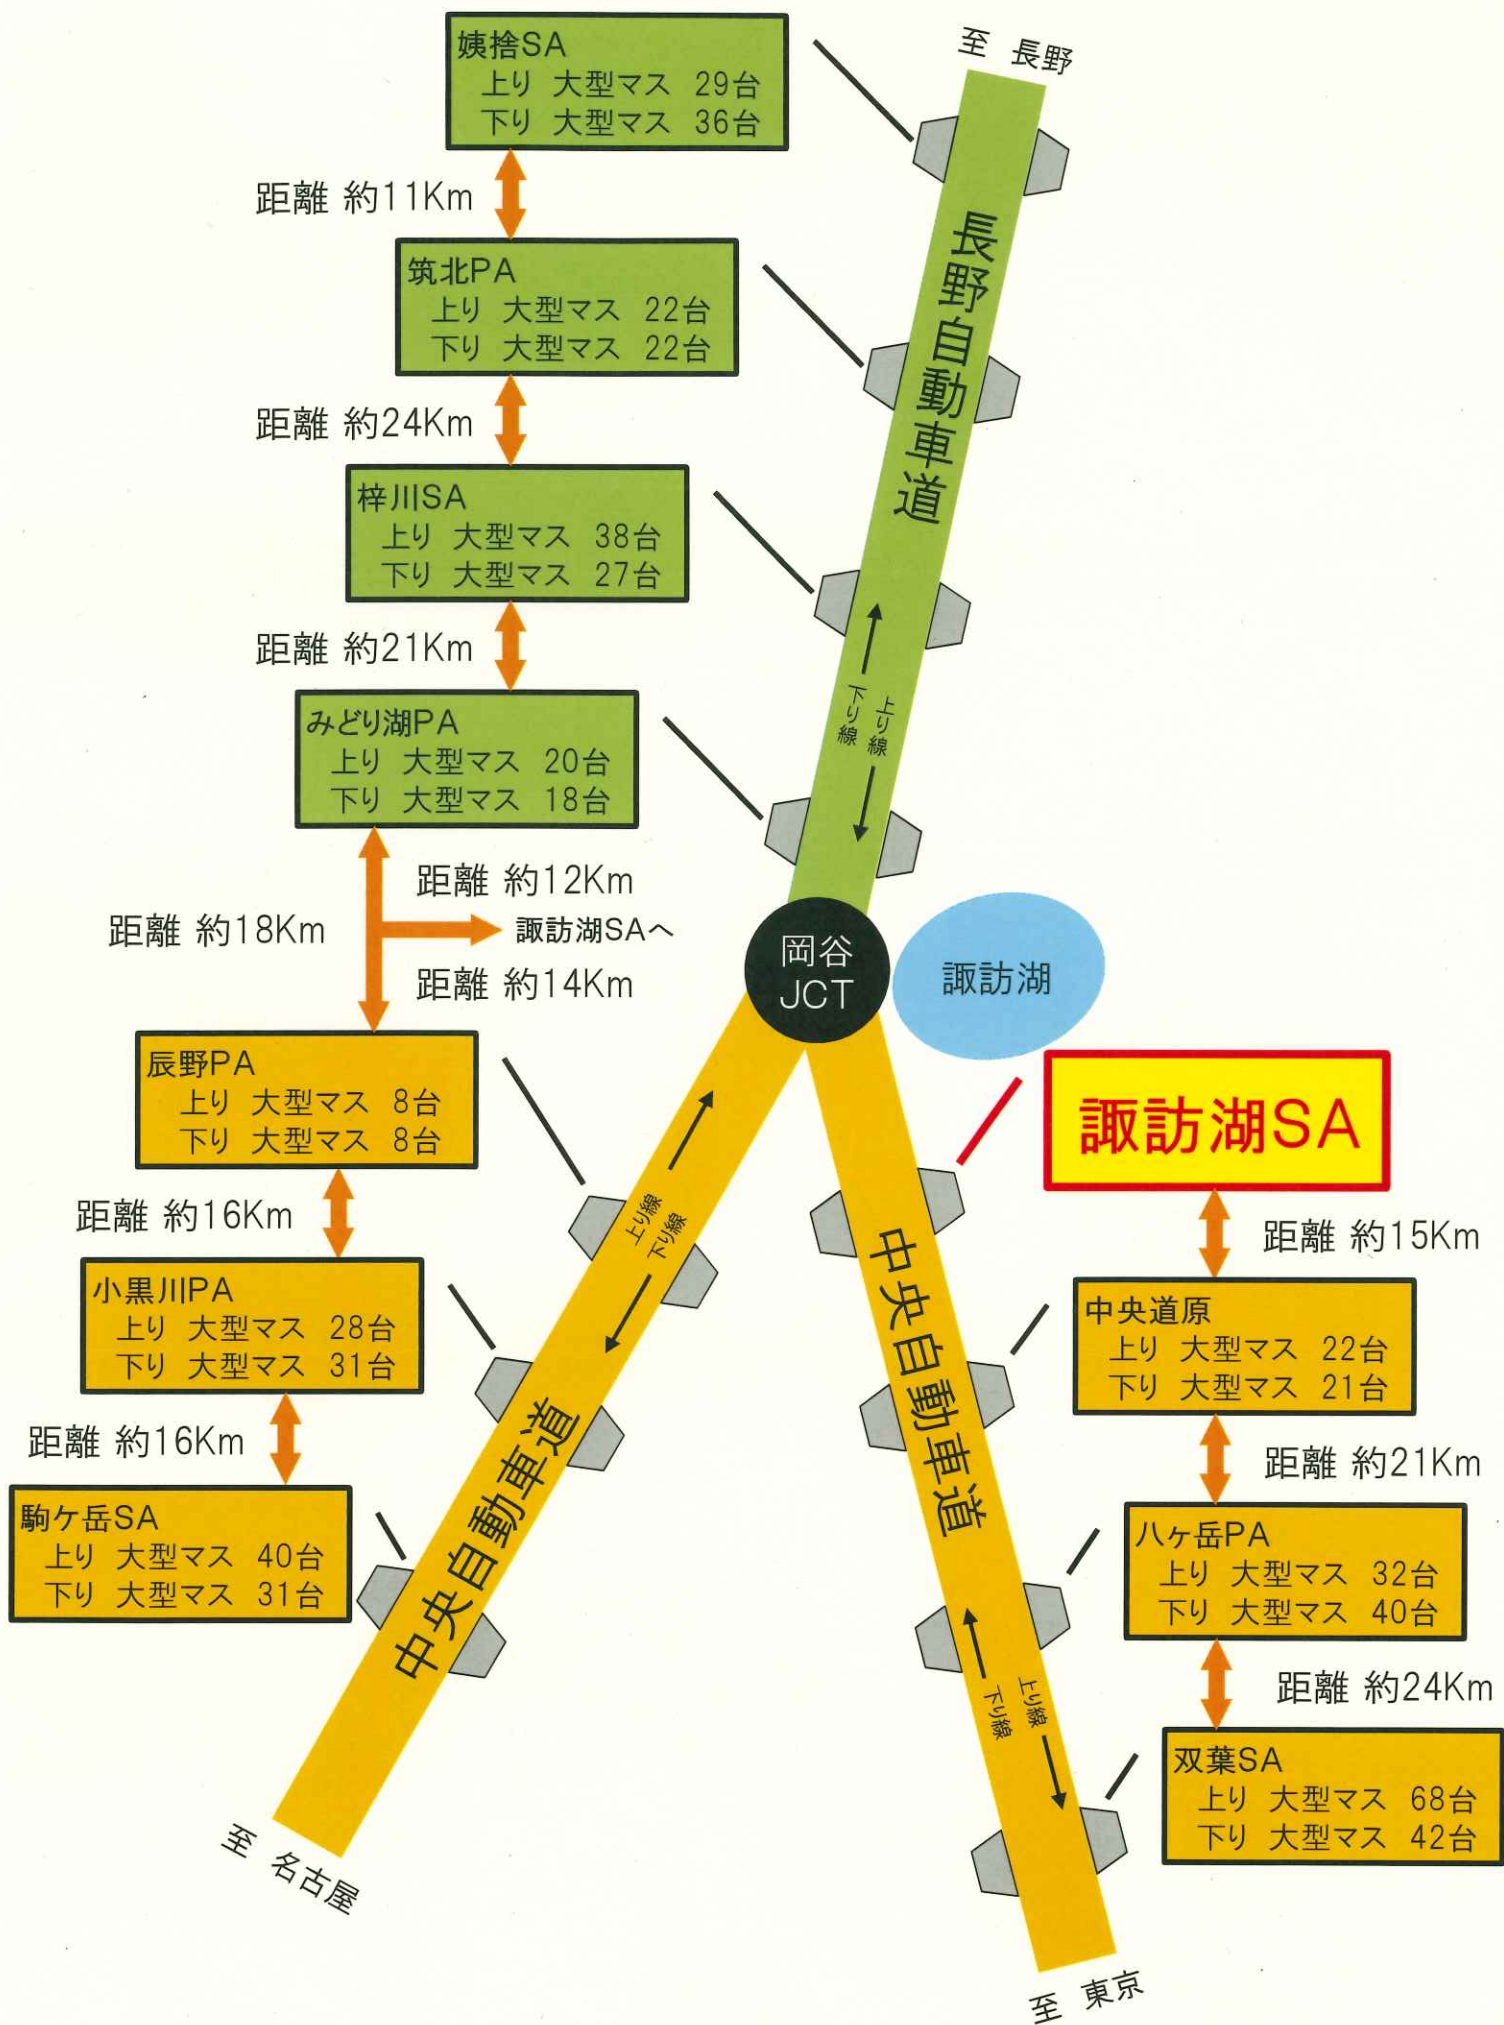 姨捨SA
上り 大型マス 29台
下り 大型マス 36台
至 長野
距離 約11Km
筑北PA
上り 大型マス 22台
下り 大型マス 22台
長野自動車道
距離 約24Km
梓川SA
上り 大型マス 38台
下り 大型マス 27台
距離 約21Km
みどり湖PA
上り 大型マス 20台
下り 大型マス 18台
下り線
上り線
距離 約12Km
距離 約18Km
諏訪湖SAへ
距離 約14Km
岡谷
JCT
諏訪湖
辰野PA
上り 大型マス 8台
下り 大型マス 8台
諏訪湖SA
距離 約16Km
上り線
下り線
距離 約15Km
小黒川PA
上り 大型マス 28台
下り 大型マス 31台
中央自動車道
中央道原
上り 大型マス 22台
下り 大型マス 21台
距離 約16Km
中央自動車道
距離 約21Km
駒ケ岳SA
上り 大型マス 40台
下り 大型マス 31台
八ヶ岳PA
上り 大型マス 32台
下り 大型マス 40台
下り線
上り線
距離 約24Km
双葉SA
上り 大型マス 68台
下り 大型マス 42台
至 名古屋
至 東京